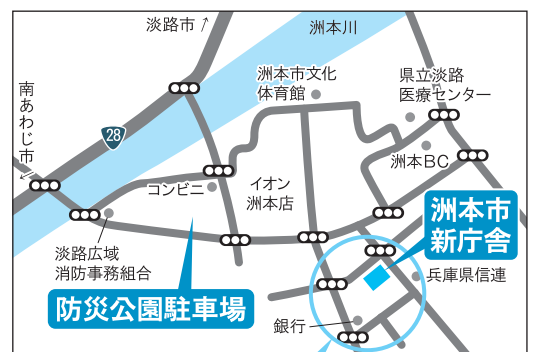 淡路市
洲本川
洲本市文化
体育館
県立淡路
医療センター
南あわじ市
28
洲本BC
コンビニ
イオン
洲本店
洲本市
新庁舎
淡路広域
消防事務組合
兵庫県信連
防災公園駐車場
銀行